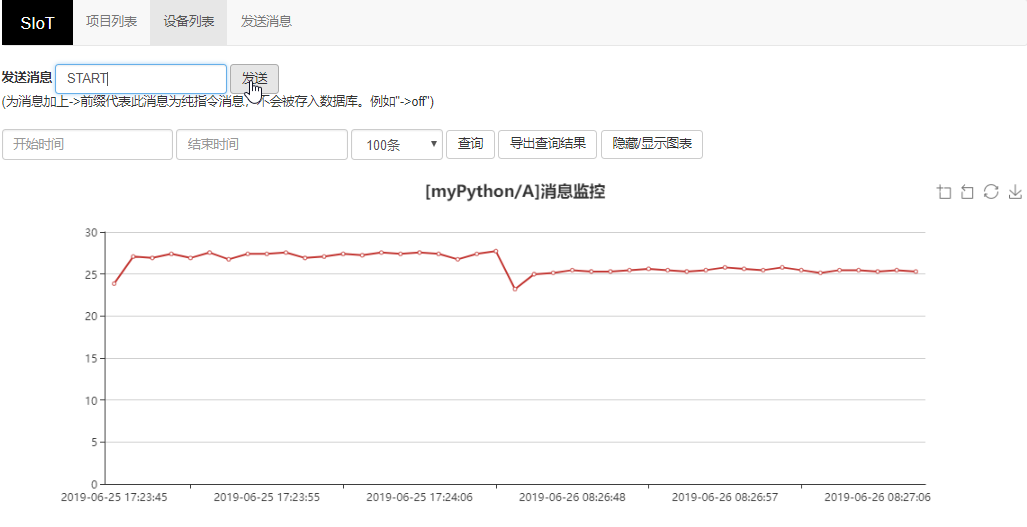 SIoT 项目列表 设备列表 发送消息
发送消息 START 发送
(为消息加上->前缀代表此消息为纯指令消息，不会被存入数据库。例如"->off")
开始时间 结束时间 100条 查询 导出查询结果 隐藏/显示图表
[myPython/A]消息监控
30
25
20
15
10
5
0
2019-06-25 17:23:45 2019-06-25 17:23:55 2019-06-25 17:24:06 2019-06-26 08:26:48 2019-06-26 08:26:57 2019-06-26 08:27:06